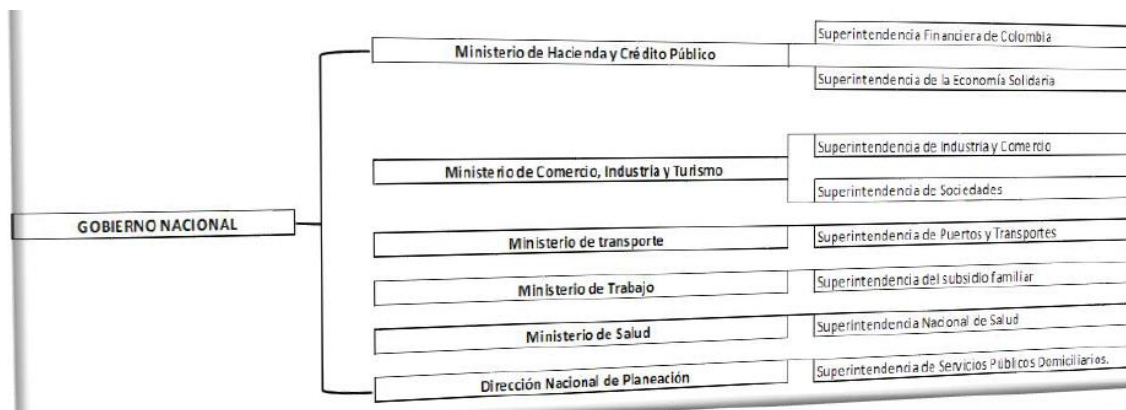 GOBIERNO NACIONAL
Ministerio de Hacienda y Crédito Público
Superintendencia Financiera de Colombia
Superintendencia de la Economía Solidaria
Ministerio de Comercio, Industria y Turismo
Superintendencia de Industria y Comercio
Superintendencia de Sociedades
Ministerio de transporte
Superintendencia de Puertos y Transportes
Ministerio de Trabajo
Superintendencia del subsidio familiar
Ministerio de Salud
Superintendencia Nacional de Salud
Dirección Nacional de Planeación
Superintendencia de Servicios Públicos Domiciliarios.